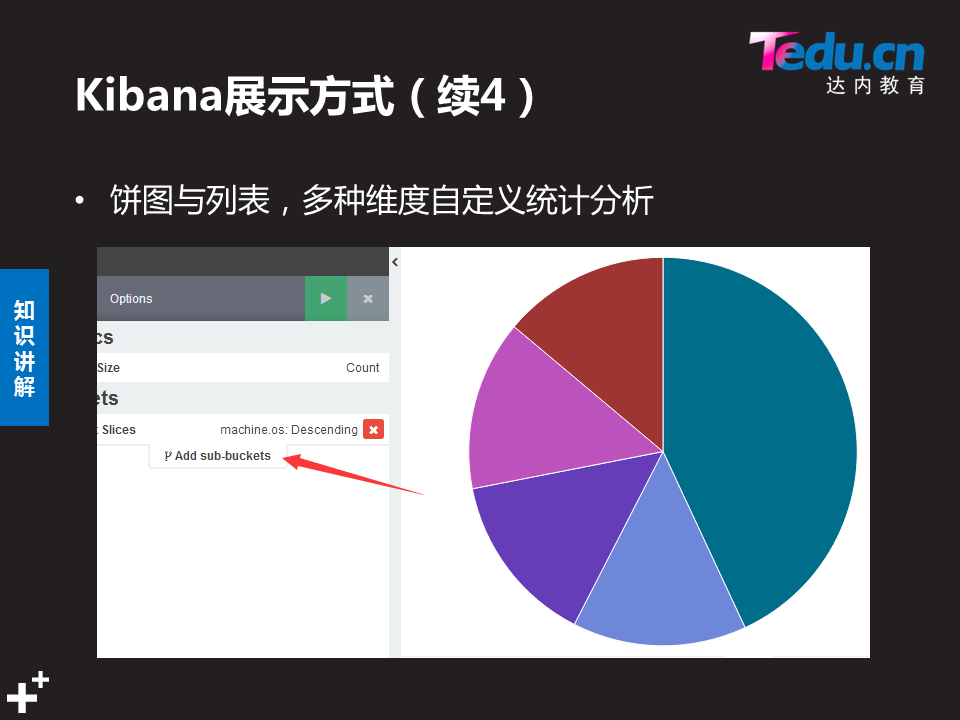 Tedu.cn
达内教育
Kibana展示方式（续4）
• 饼图与列表，多种维度自定义统计分析
知识讲解
Options
cs
Size Count
ets
: Slices machine.os: Descending
Add sub-buckets